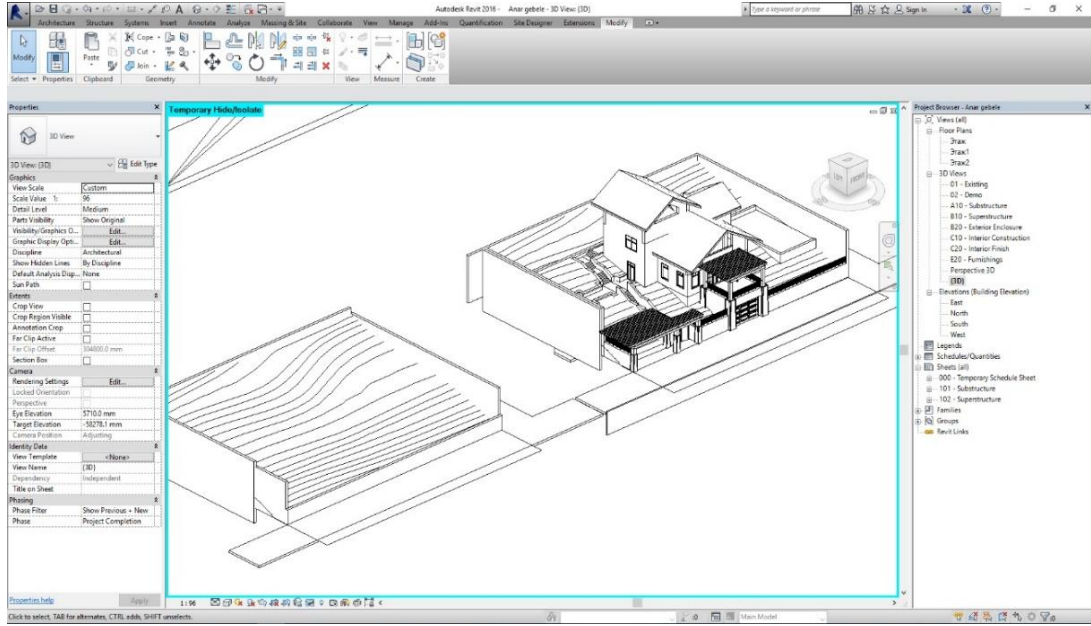 Autodesk Revit 2016 - Anar gebele - 3D View: {3D}
Type a keyword or phrase
Sign In
Architecture Structure Systems Insert Annotate Analyze Massing & Site Collaborate View Manage Add-Ins Quantification Site Designer Extensions Modify
Modify
Paste
Cope
Cut
Join
Select Properties Clipboard Geometry Modify View Measure Create
Properties
3D View
3D View: {3D} Edit Type
Graphics
View Scale Custom
Scale Value 1: 96
Detail Level Medium
Parts Visibility Show Original
Visibility/Graphics O... Edit...
Graphic Display Opti... Edit...
Discipline Architectural
Show Hidden Lines By Discipline
Default Analysis Disp... None
Sun Path
Extents
Crop View
Crop Region Visible
Annotation Crop
Far Clip Active
Far Clip Offset 304800.0 mm
Section Box
Camera
Rendering Settings Edit...
Locked Orientation
Perspective
Eye Elevation 5710.0 mm
Target Elevation -58278.1 mm
Camera Position Adjusting
Identity Data
View Template <None>
View Name {3D}
Dependency Independent
Title on Sheet
Phasing
Phase Filter Show Previous + New
Phase Project Completion
Properties help Apply
Temporary Hide/Isolate
LEFT FRONT
1 : 96
Project Browser - Anar gebele
Views (all)
Floor Plans
Этаж
Этаж1
Этаж2
3D Views
01 - Existing
02 - Demo
A10 - Substructure
B10 - Superstructure
B20 - Exterior Enclosure
C10 - Interior Construction
C20 - Interior Finish
E20 - Furnishings
Perspective 3D
{3D}
Elevations (Building Elevation)
East
North
South
West
Legends
Schedules/Quantities
Sheets (all)
000 - Temporary Schedule Sheet
101 - Substructure
102 - Superstructure
Families
Groups
Revit Links
Click to select, TAB for alternates, CTRL adds, SHIFT unselects.
:0 Main Model
:0